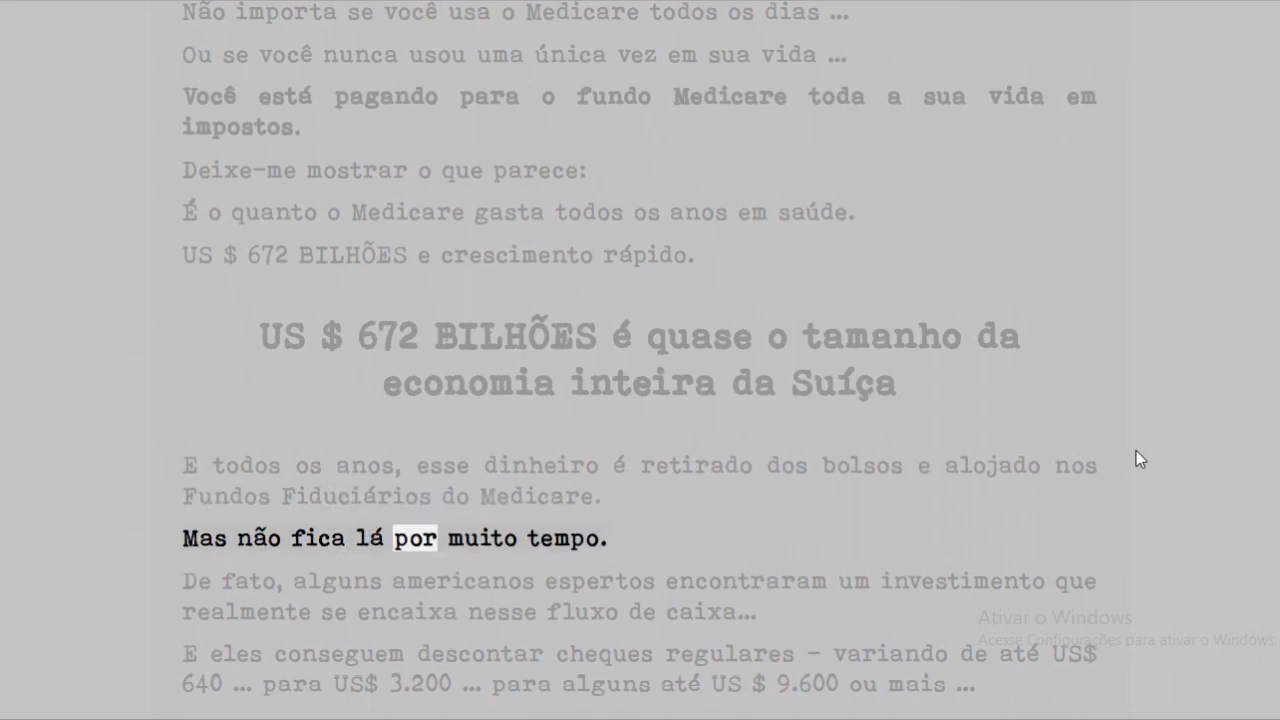 Não importa se você usa o Medicare todos os dias …
Ou se você nunca usou uma única vez em sua vida …
Você está pagando para o fundo Medicare toda a sua vida em
impostos.
Deixe-me mostrar o que parece:
É o quanto o Medicare gasta todos os anos em saúde.
US $ 672 BILHÕES e crescimento rápido.
US $ 672 BILHÕES é quase o tamanho da
economia inteira da Suíça
E todos os anos, esse dinheiro é retirado dos bolsos e alojado nos
Fundos Fiduciários do Medicare.
Mas não fica lá por muito tempo.
De fato, alguns americanos espertos encontraram um investimento que
realmente se encaixa nesse fluxo de caixa…
Ativar o Windows
Acesse Configurações para ativar o Windows.
E eles conseguem descontar cheques regulares – variando de até US$
640 … para US$ 3.200 … para alguns até US $ 9.600 ou mais …